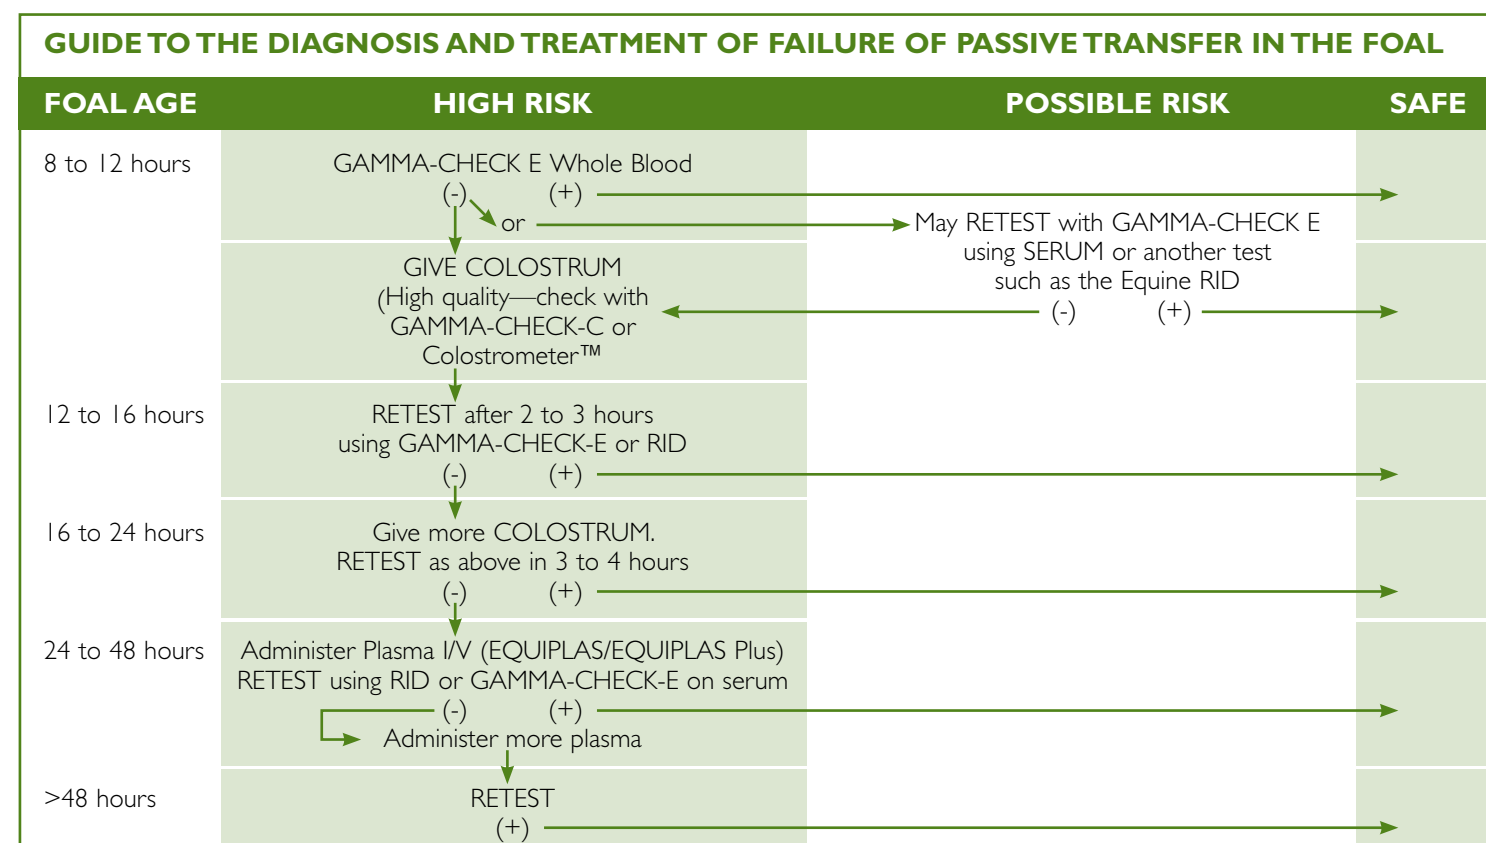 GUIDE TO THE DIAGNOSIS AND TREATMENT OF FAILURE OF PASSIVE TRANSFER IN THE FOAL
FOAL AGE HIGH RISK POSSIBLE RISK SAFE
8 to 12 hours GAMMA-CHECK E Whole Blood
(-) (+)
or May RETEST with GAMMA-CHECK E
using SERUM or another test
such as the Equine RID
(-) (+)
GIVE COLOSTRUM
(High quality—check with
GAMMA-CHECK-C or
Colostrometer™
12 to 16 hours RETEST after 2 to 3 hours
using GAMMA-CHECK-E or RID
(-) (+)
16 to 24 hours Give more COLOSTRUM.
RETEST as above in 3 to 4 hours
(-) (+)
24 to 48 hours Administer Plasma I/V (EQUIPLAS/EQUIPLAS Plus)
RETEST using RID or GAMMA-CHECK-E on serum
(-) (+)
Administer more plasma
>48 hours RETEST
(+)